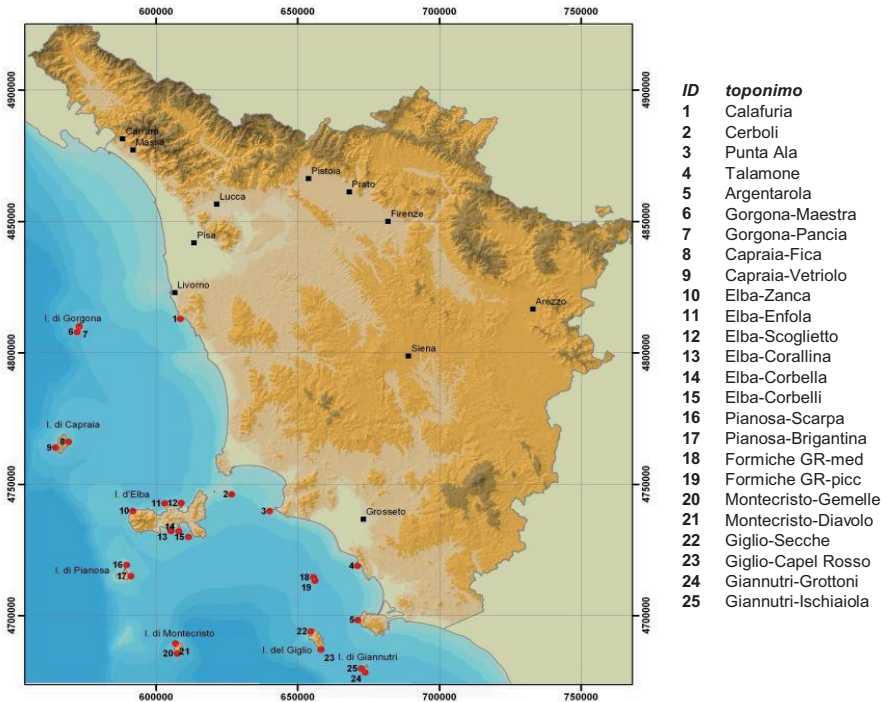 600000 650000 700000 750000
4900000
4850000
4800000
4750000
4700000
Carrara
Massa
Pistoia
Prato
Lucca
Firenze
Pisa
Livorno
Arezzo
1
I. di Gorgona
6 7
Siena
I. di Capraia
8
9
I. d'Elba
2
11 12
10
3
Grosseto
14
13 15
16
4
I. di Pianosa
17
18
19
5
22
I. di Montecristo
21
20
I. del Giglio
23
I. di Giannutri
25
24
4900000
4850000
4800000
4750000
4700000
600000 650000 700000 750000
ID toponimo
1 Calafuria
2 Cerboli
3 Punta Ala
4 Talamone
5 Argentarola
6 Gorgona-Maestra
7 Gorgona-Pancia
8 Capraia-Fica
9 Capraia-Vetriolo
10 Elba-Zanca
11 Elba-Enfola
12 Elba-Scoglietto
13 Elba-Corallina
14 Elba-Corbella
15 Elba-Corbelli
16 Pianosa-Scarpa
17 Pianosa-Brigantina
18 Formiche GR-med
19 Formiche GR-picc
20 Montecristo-Gemelle
21 Montecristo-Diavolo
22 Giglio-Secche
23 Giglio-Capel Rosso
24 Giannutri-Grottoni
25 Giannutri-Ischiaiola